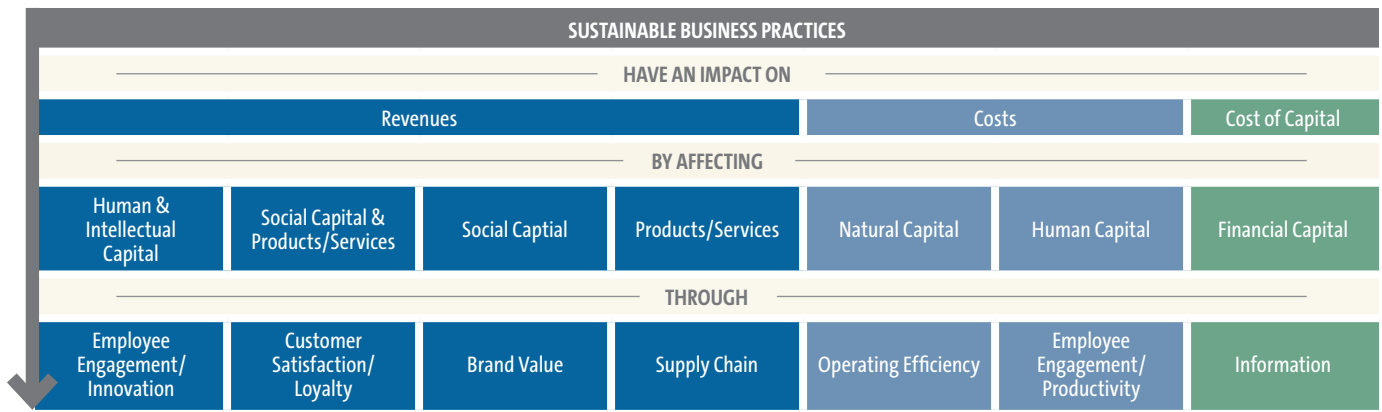 SUSTAINABLE BUSINESS PRACTICES
HAVE AN IMPACT ON
Revenues
Costs
Cost of Capital
BY AFFECTING
Human &
Intellectual
Capital
Social Capital &
Products/Services
Social Captial
Products/Services
Natural Capital
Human Capital
Financial Capital
THROUGH
Employee
Engagement/
Innovation
Customer
Satisfaction/
Loyalty
Brand Value
Supply Chain
Operating Efficiency
Employee
Engagement/
Productivity
Information